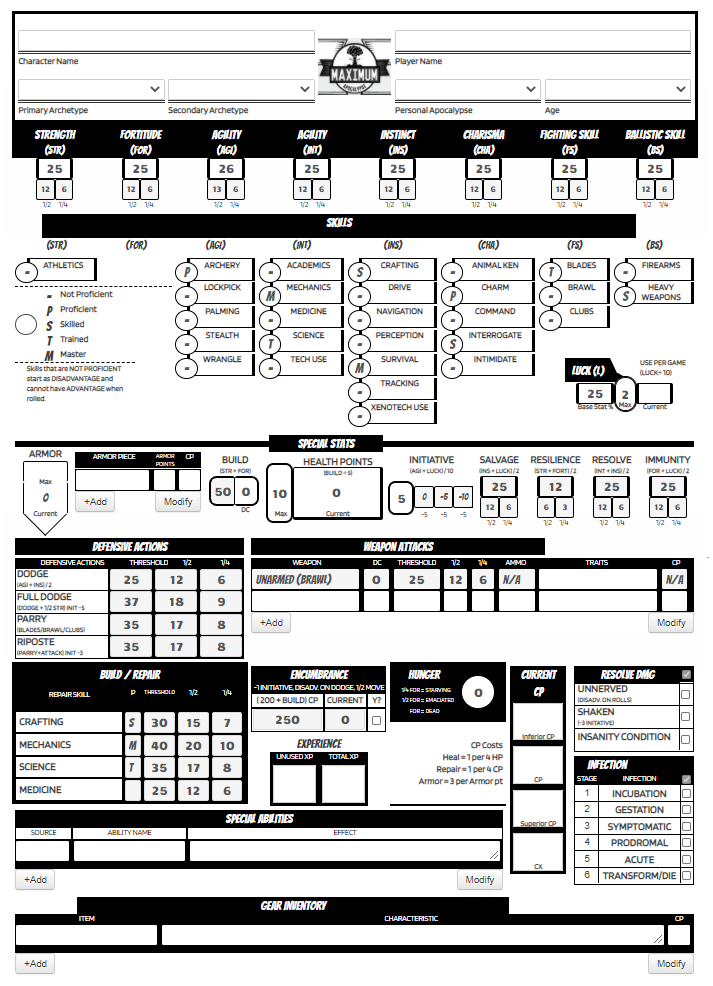 MAXIMUM
APOCALYPSE
Character Name
Player Name
Primary Archetype Secondary Archetype Personal Apocalypse Age
STRENGTH FORTITUDE AGILITY AGILITY INSTINCT CHARISMA FIGHTING SKILL BALLISTIC SKILL
(STR) (FOR) (AGI) (INT) (INS) (CHA) (FS) (BS)
25 25 26 25 25 25 25 25
12 6 12 6 13 6 12 6 12 6 12 6 12 6 12 6
1/2 1/4 1/2 1/4 1/2 1/4 1/2 1/4 1/2 1/4 1/2 1/4 1/2 1/4 1/2 1/4
SKILLS
(STR) (FOR) (AGI) (INT) (INS) (CHA) (FS) (BS)
- ATHLETICS
- Not Proficient
P Proficient
S Skilled
T Trained
M Master
Skills that are NOT PROFICIENT
start as DISADVANTAGE and
cannot have ADVANTAGE when
rolled.
P ARCHERY
- LOCKPICK
- PALMING
- STEALTH
- WRANGLE
- ACADEMICS
M MECHANICS
- MEDICINE
T SCIENCE
- TECH USE
S CRAFTING
- DRIVE
- NAVIGATION
- PERCEPTION
M SURVIVAL
- TRACKING
- XENOTECH USE
- ANIMAL KEN
P CHARM
- COMMAND
S INTERROGATE
- INTIMIDATE
T BLADES
- BRAWL
- CLUBS
- FIREARMS
S HEAVY
WEAPONS
LUCK (!.)
USE PER GAME
(LUCK÷10)
25 2
Base Stat % Max Current
SPECIAL STATS
ARMOR
Max
0
Current
ARMOR PIECE ARMOR POINTS CP
+Add Modify
BUILD
(STR + FOR)
50 0
DC
HEALTH POINTS
(BUILD ÷ 5)
10 0
Max Current
INITIATIVE
(AGI + LUCK) /10
5 0 -5 -10
-5 -5
SALVAGE
(INS + LUCK) / 2
25
12 6
1/2 1/4
RESILIENCE
(STR + FORT) / 2
12
6 3
1/2 1/4
RESOLVE
(INT + INS) / 2
25
12 6
1/2 1/4
IMMUNITY
(FOR + LUCK) / 2
25
12 6
1/2 1/4
DEFENSIVE ACTIONS
DEFENSIVE ACTIONS THRESHOLD 1/2 1/4
DODGE 25 12 6
(AGI + INS) / 2
FULL DODGE 37 18 9
(DODGE + 1/2 STR) INIT -5
PARRY 35 17 8
(BLADES/BRAWL/CLUBS)
RIPOSTE 35 17 8
(PARRY+ATTACK) INIT -3
WEAPON ATTACKS
WEAPON DC THRESHOLD 1/2 1/4 AMMO TRAITS CP
UNARMED (BRAWL) 0 25 12 6 N/A N/A
+Add Modify
BUILD / REPAIR
REPAIR SKILL P THRESHOLD 1/2 1/4
CRAFTING S 30 15 7
MECHANICS M 40 20 10
SCIENCE T 35 17 8
MEDICINE 25 12 6
ENCUMBRANCE
-1 INITIATIVE, DISADV. ON DODGE, 1/2 MOVE
( 200 + BUILD) CP CURRENT Y?
250 0
EXPERIENCE
UNUSED XP TOTAL XP
HUNGER
1/4 FOR = STARVING
1/2 FOR = EMACIATED
FOR = DEAD
0
CP Costs
Heal = 1 per 4 HP
Repair = 1 per 4 CP
Armor = 3 per Armor pt
CURRENT
CP
Inferior CP
CP
Superior CP
CX
RESOLVE DMG
UNNERVED
(DISADV. ON ROLLS)
SHAKEN
(-3 INITATIVE)
INSANITY CONDITION
INFECTION
STAGE INFECTION
1 INCUBATION
2 GESTATION
3 SYMPTOMATIC
4 PRODROMAL
5 ACUTE
6 TRANSFORM/DIE
SPECIAL ABILITIES
SOURCE ABILITY NAME EFFECT
+Add Modify
GEAR INVENTORY
ITEM CHARACTERISTIC CP
+Add Modify